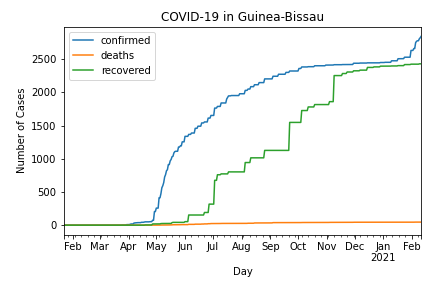 COVID-19 in Guinea-Bissau
confirmed
deaths
recovered
Number of Cases
2500
2000
1500
1000
500
0
Feb Mar Apr May Jun Jul Aug Sep Oct Nov Dec Jan Feb
2021
Day